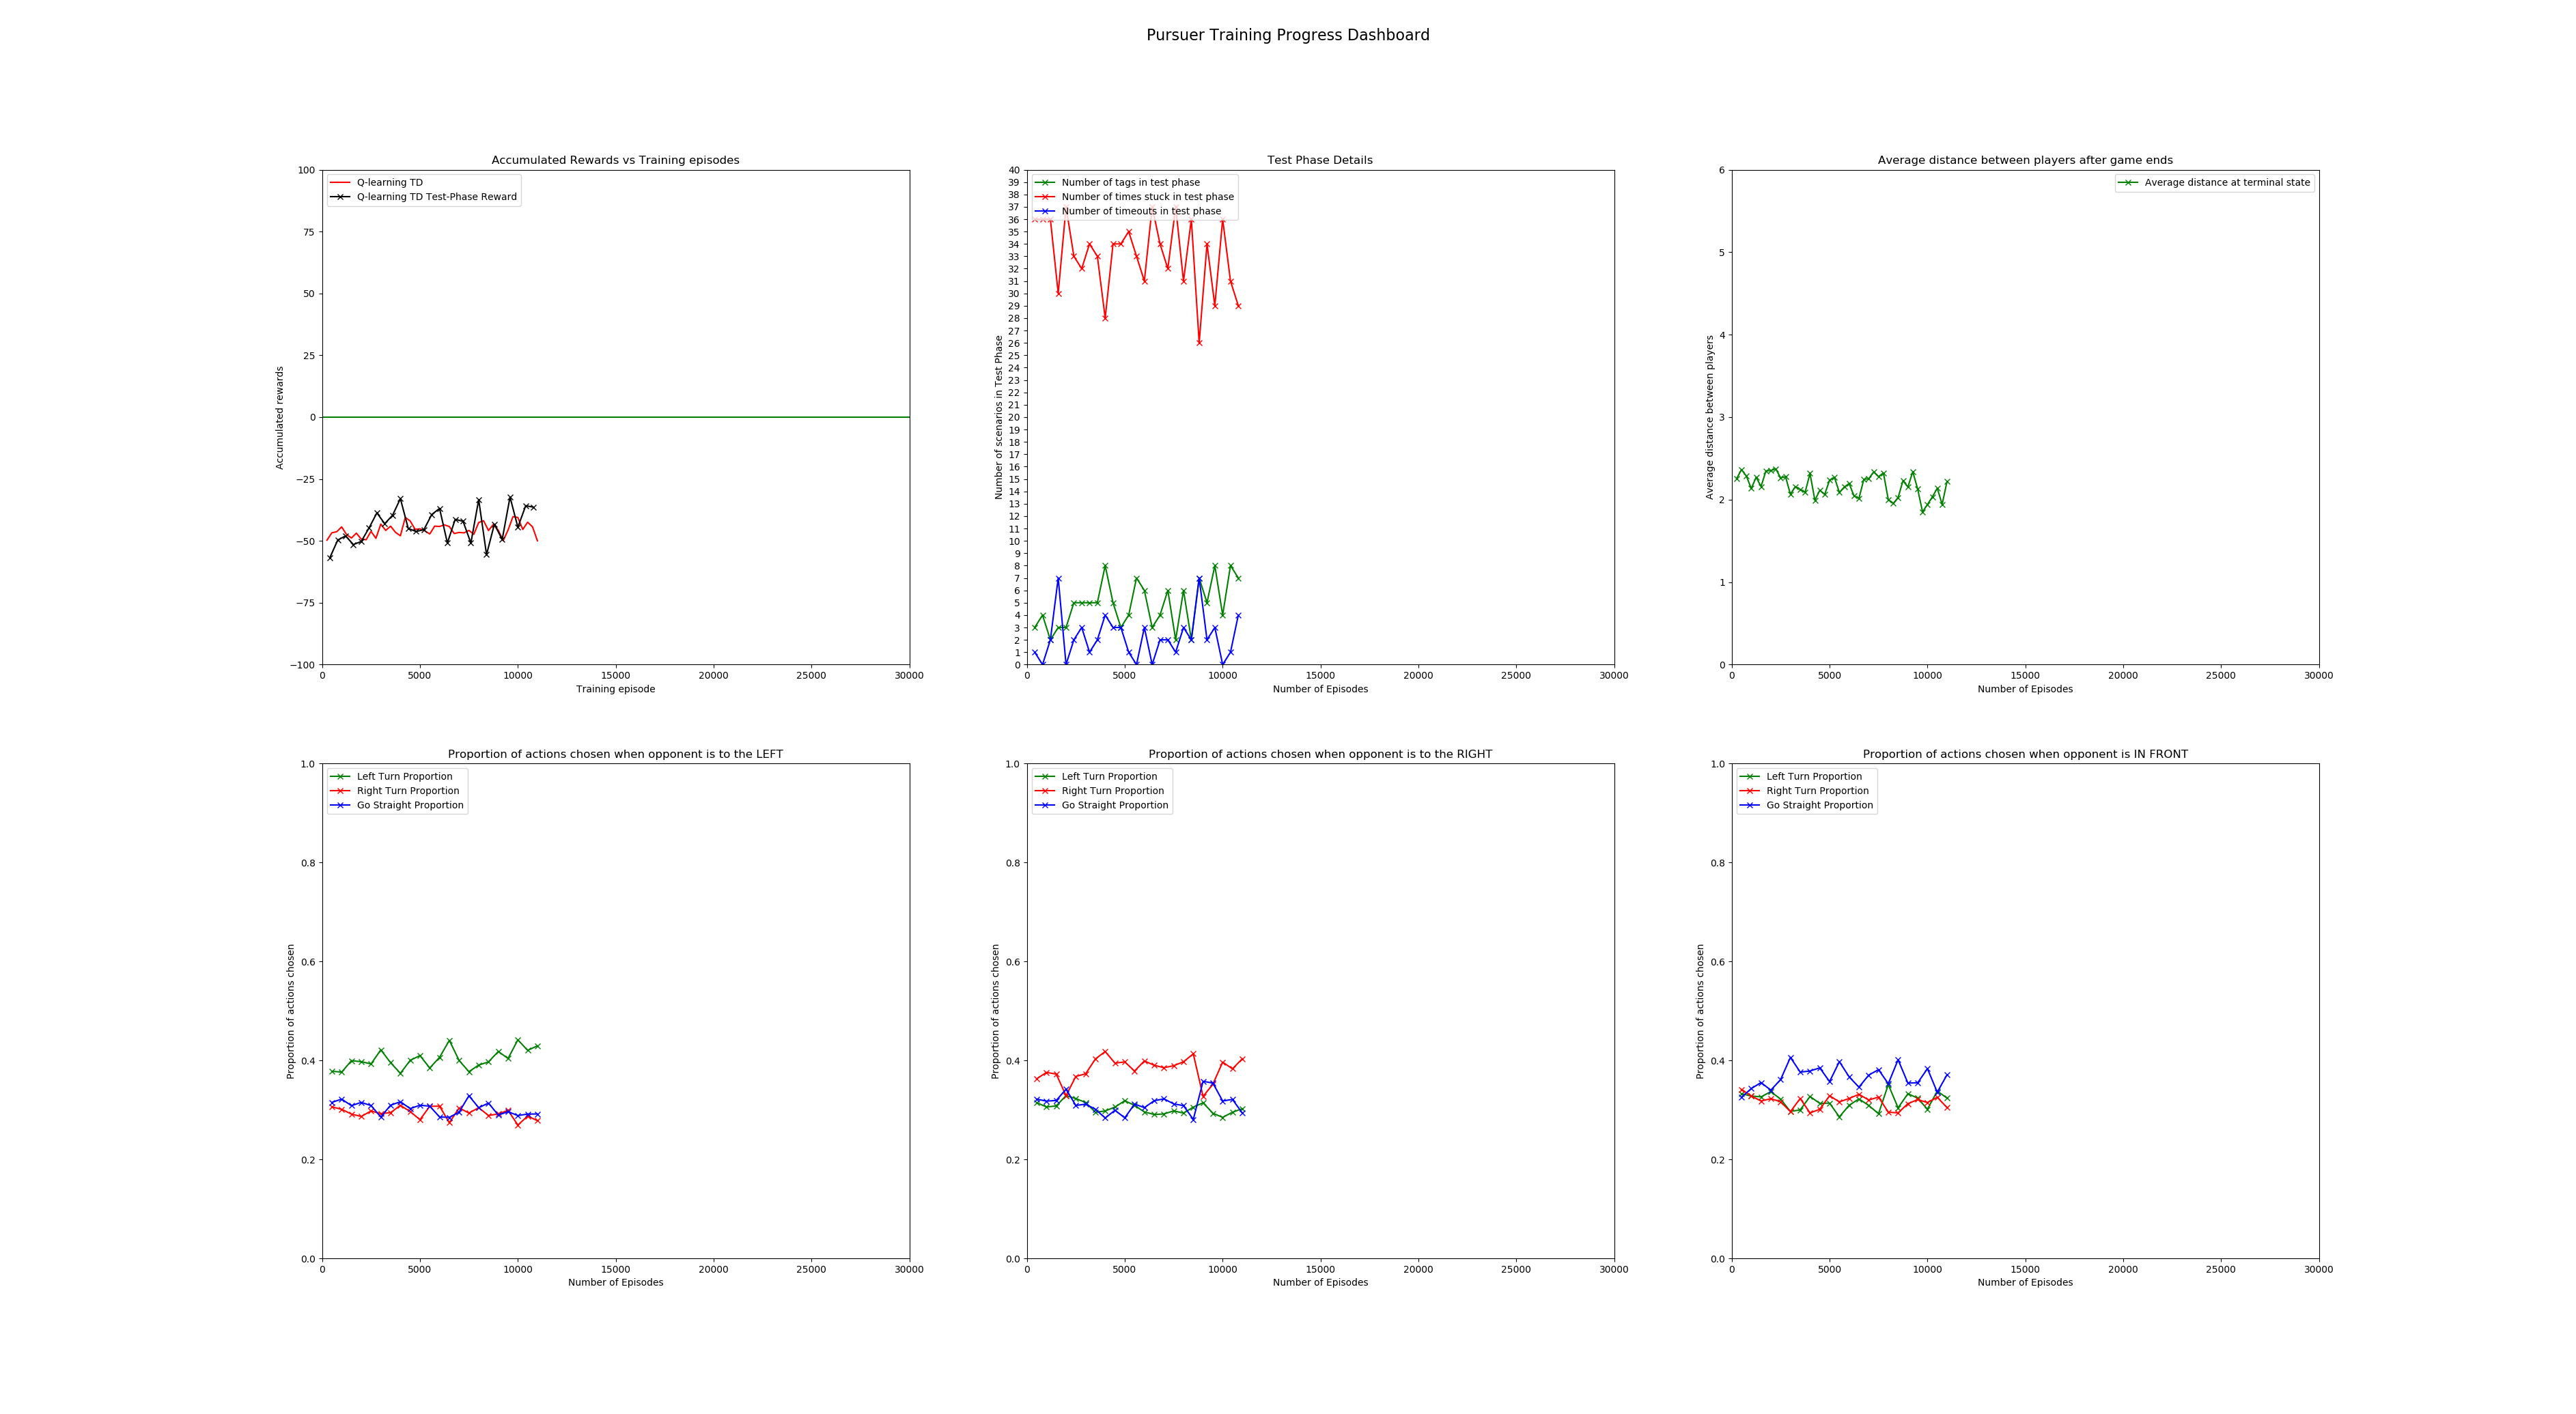 Pursuer Training Progress Dashboard
Accumulated Rewards vs Training episodes
Q-learning TD
Q-learning TD Test-Phase Reward
100
75
50
25
0
−25
−50
−75
−100
Accumulated rewards
0 5000 10000 15000 20000 25000 30000
Training episode
Test Phase Details
Number of tags in test phase
Number of times stuck in test phase
Number of timeouts in test phase
40
39
38
37
36
35
34
33
32
31
30
29
28
27
26
25
24
23
22
21
20
19
18
17
16
15
14
13
12
11
10
9
8
7
6
5
4
3
2
1
0
Number of scenarios in Test Phase
0 5000 10000 15000 20000 25000 30000
Number of Episodes
Average distance between players after game ends
Average distance at terminal state
6
5
4
3
2
1
0
Average distance between players
0 5000 10000 15000 20000 25000 30000
Number of Episodes
Proportion of actions chosen when opponent is to the LEFT
Left Turn Proportion
Right Turn Proportion
Go Straight Proportion
1.0
0.8
0.6
0.4
0.2
0.0
Proportion of actions chosen
0 5000 10000 15000 20000 25000 30000
Number of Episodes
Proportion of actions chosen when opponent is to the RIGHT
Left Turn Proportion
Right Turn Proportion
Go Straight Proportion
1.0
0.8
0.6
0.4
0.2
0.0
Proportion of actions chosen
0 5000 10000 15000 20000 25000 30000
Number of Episodes
Proportion of actions chosen when opponent is IN FRONT
Left Turn Proportion
Right Turn Proportion
Go Straight Proportion
1.0
0.8
0.6
0.4
0.2
0.0
Proportion of actions chosen
0 5000 10000 15000 20000 25000 30000
Number of Episodes